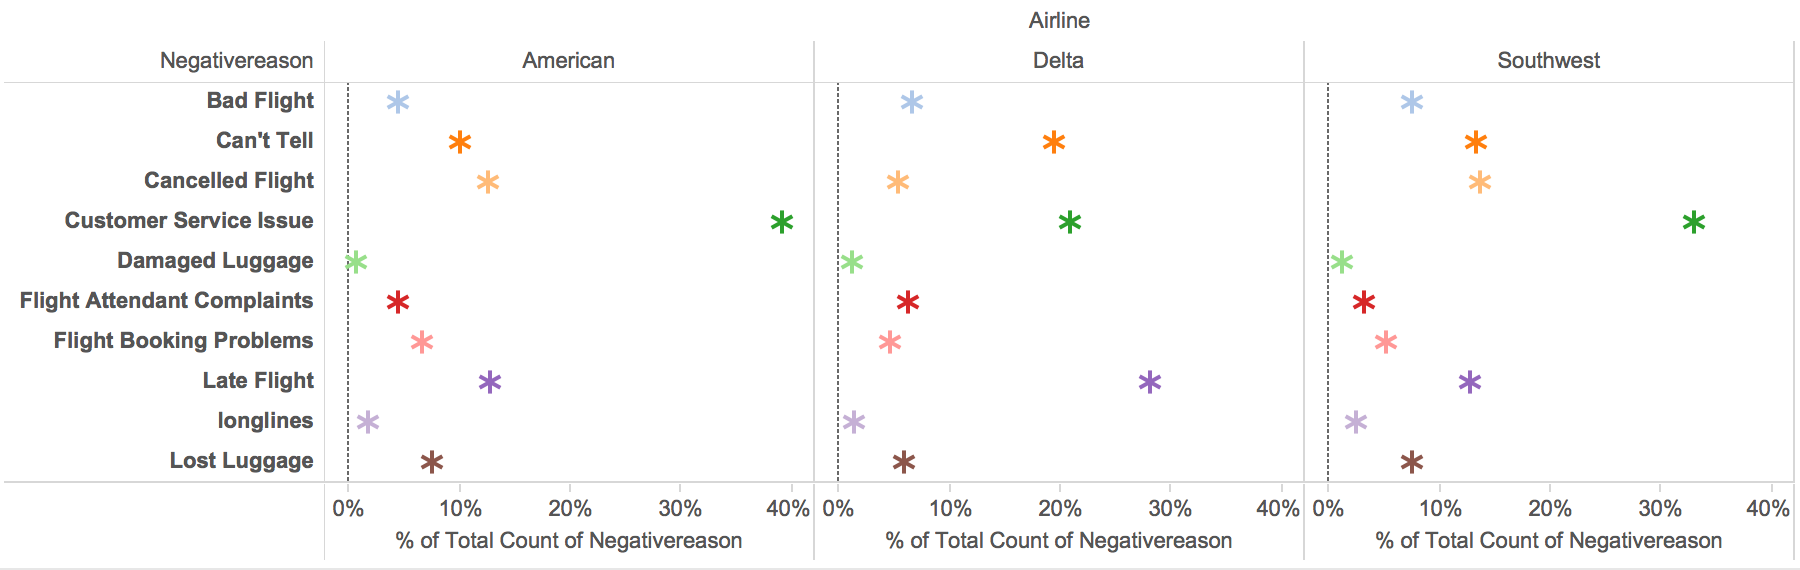 Airline
Negativereason American Delta Southwest
Bad Flight
Can't Tell
Cancelled Flight
Customer Service Issue
Damaged Luggage
Flight Attendant Complaints
Flight Booking Problems
Late Flight
longlines
Lost Luggage
0% 10% 20% 30% 40% 0% 10% 20% 30% 40% 0% 10% 20% 30% 40%
% of Total Count of Negativereason % of Total Count of Negativereason % of Total Count of Negativereason